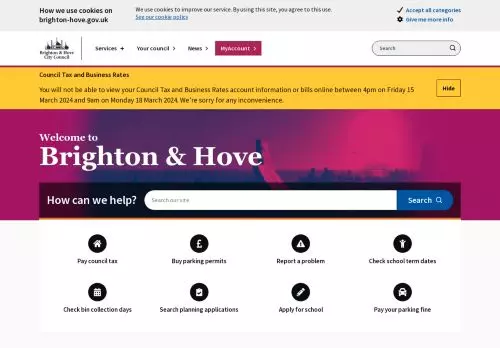 How we use cookies on
brighton-hove.gov.uk
We use cookies to improve our service. By using this site, you agree to this use.
See our cookie policy
Accept all categories
Give me more info
Brighton & Hove
City Council
Services
Your council
News
MyAccount
Search
Council Tax and Business Rates
You will not be able to view your Council Tax and Business Rates account information or bills online between 4pm on Friday 15
March 2024 and 9am on Monday 18 March 2024. We're sorry for any inconvenience.
Hide
Welcome to
Brighton & Hove
How can we help?
Search our site
Search
Pay council tax
Buy parking permits
Report a problem
Check school term dates
Check bin collection days
Search planning applications
Apply for school
Pay your parking fine